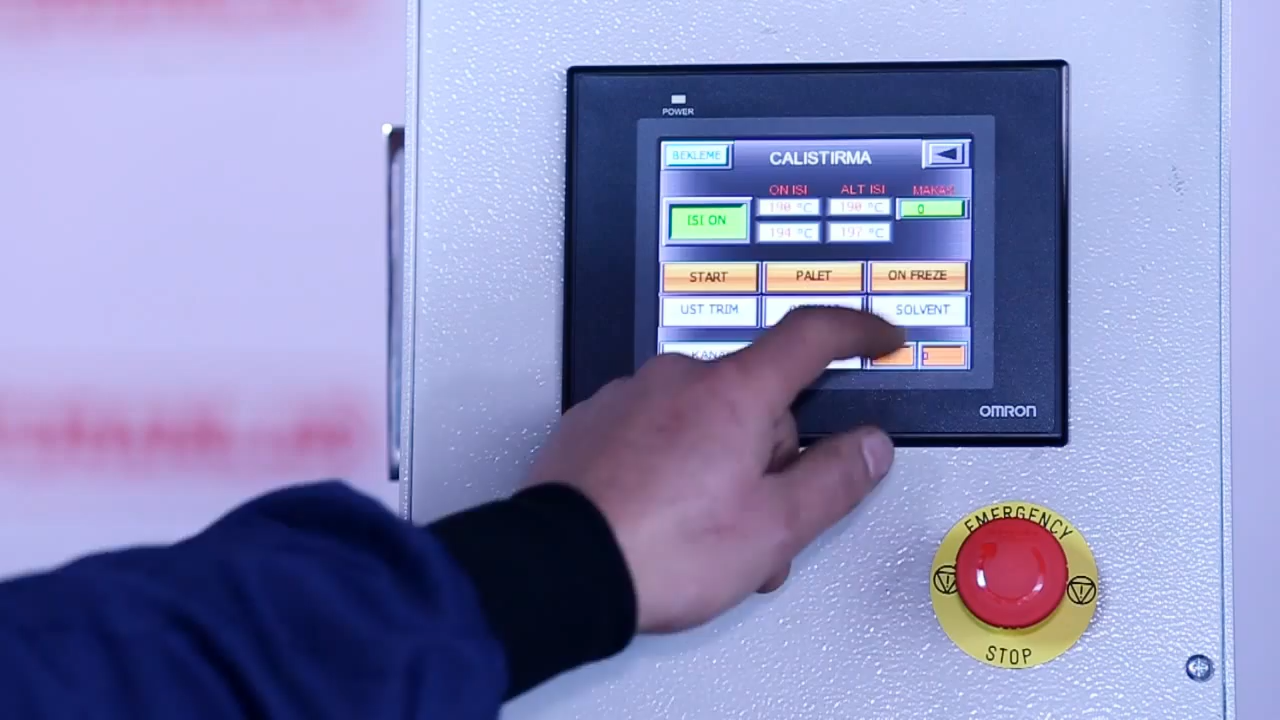 POWER
BEKLEME CALISTIRMA
ON ISI ALT ISI MAKAS
ISI ON 190 °C 190 °C 0
194 °C 197 °C
START PALET ON FREZE
UST TRIM SOLVENT
OMRON
EMERGENCY
STOP